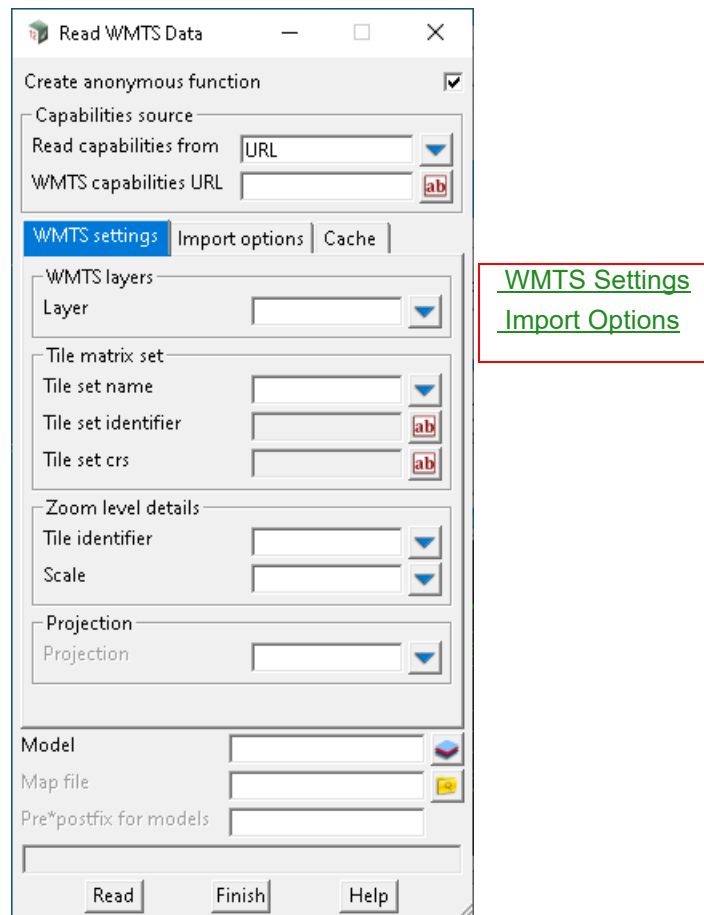 Read WMTS Data
Create anonymous function
Capabilities source
Read capabilities from URL
WMTS capabilities URL ab
WMTS settings Import options Cache
WMTS layers
Layer
Tile matrix set
Tile set name
Tile set identifier ab
Tile set crs ab
Zoom level details
Tile identifier
Scale
Projection
Projection
Model
Map file
Pre*postfix for models
Read Finish Help
WMTS Settings
Import Options